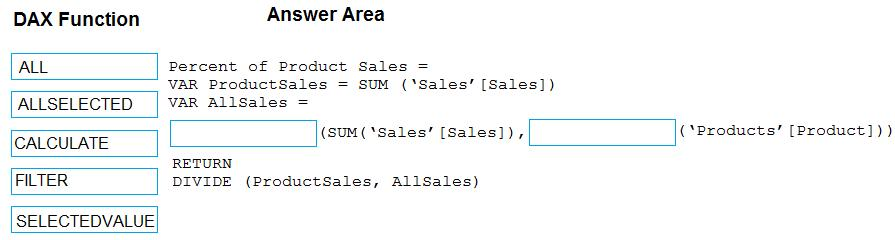 DAX Function
Answer Area
ALL
ALLSELECTED
CALCULATE
FILTER
SELECTEDVALUE
Percent of Product Sales =
VAR ProductSales = SUM (‘Sales’[Sales])
VAR AllSales =
(SUM(‘Sales’[Sales]), (‘Products’[Product]))
RETURN
DIVIDE (ProductSales, AllSales)